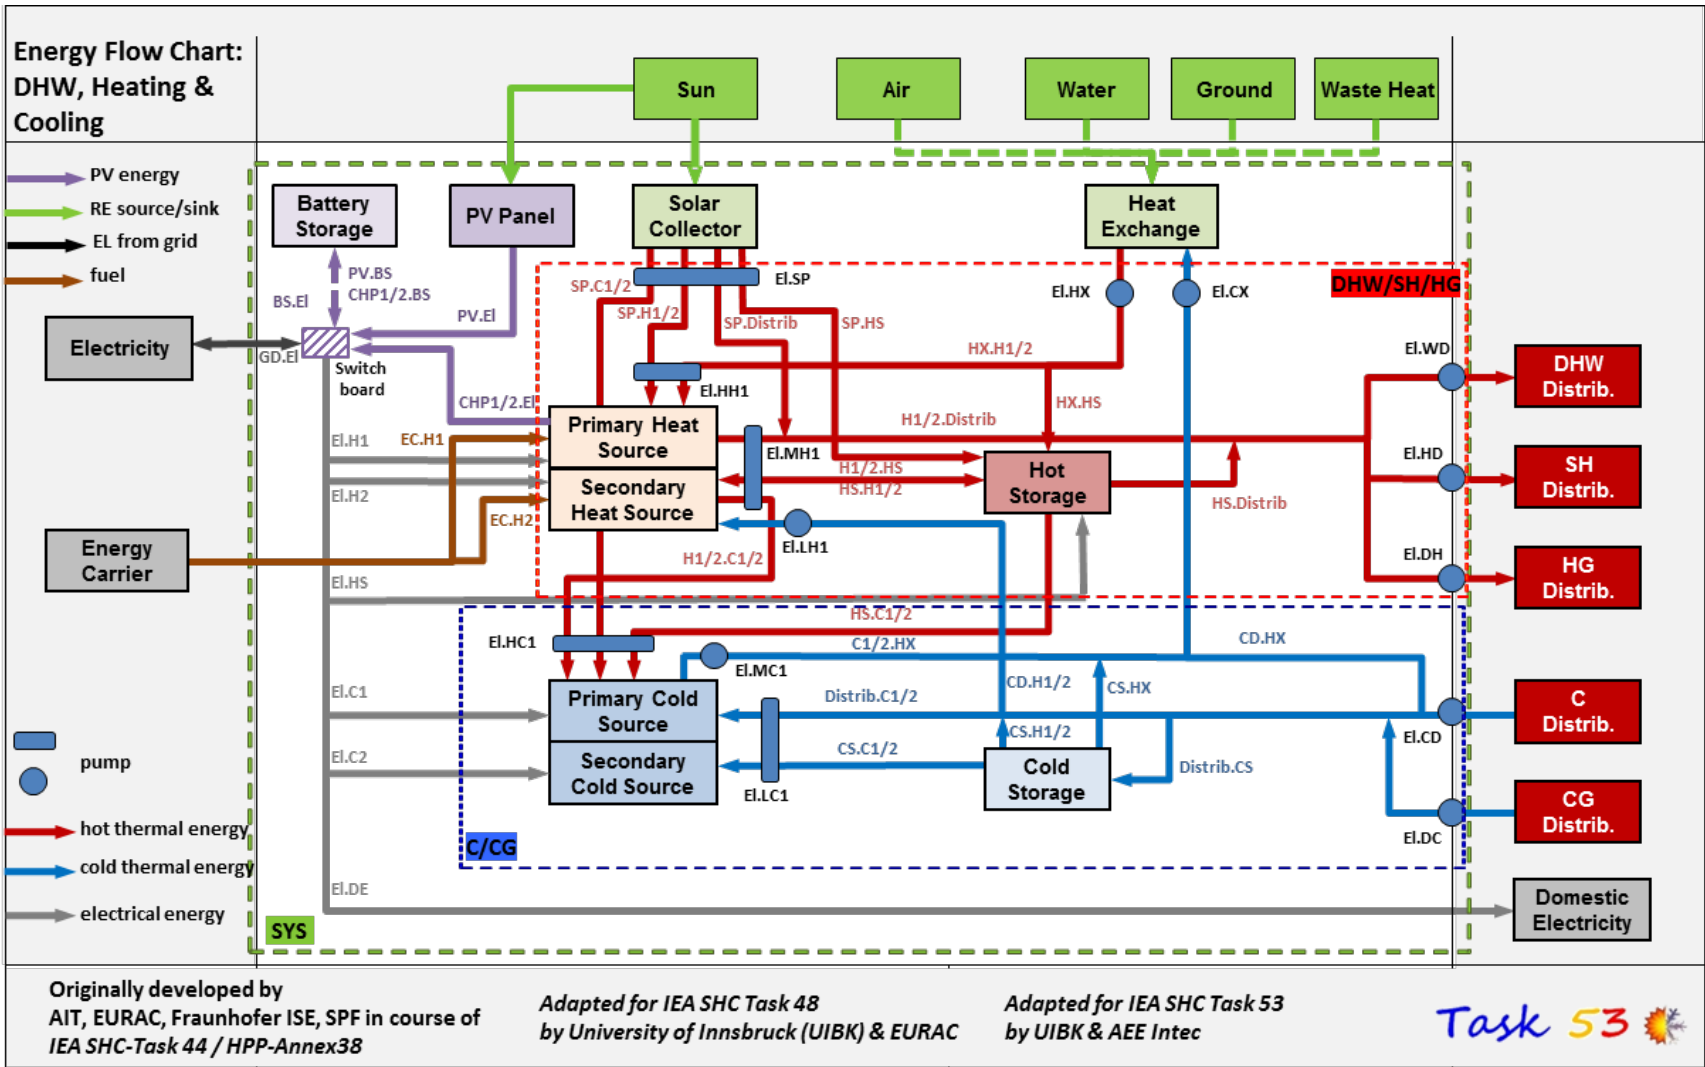 Energy Flow Chart:
DHW, Heating &
Cooling
Sun
Air
Water
Ground
Waste Heat
PV energy
RE source/sink
EL from grid
fuel
Battery
Storage
PV Panel
Solar
Collector
Heat
Exchange
PV.BS
CHP1/2.BS
BS.El
PV.El
SP.C1/2
El.SP
SP.H1/2
SP.Distrib
SP.HS
El.HX
El.CX
DHW/SH/HG
Electricity
GD.El
Switch
board
HX.H1/2
El.WD
DHW
Distrib.
El.HH1
CHP1/2.El
HX.HS
H1/2.Distrib
El.H1
EC.H1
Primary Heat
Source
El.MH1
El.HD
SH
Distrib.
H1/2.HS
HS.H1/2
Hot
Storage
El.H2
Secondary
Heat Source
HS.Distrib
EC.H2
Energy
Carrier
El.LH1
H1/2.C1/2
El.DH
HG
Distrib.
El.HS
HS.C1/2
El.HC1
C1/2.HX
CD.HX
El.MC1
CD.H1/2
CS.HX
El.C1
Primary Cold
Source
Distrib.C1/2
C
Distrib.
CS.H1/2
El.CD
El.C2
Secondary
Cold Source
CS.C1/2
Cold
Storage
Distrib.CS
El.LC1
pump
CG
Distrib.
El.DC
hot thermal energy
C/CG
cold thermal energy
El.DE
electrical energy
SYS
Domestic
Electricity
Originally developed by
AIT, EURAC, Fraunhofer ISE, SPF in course of
IEA SHC-Task 44 / HPP-Annex38
Adapted for IEA SHC Task 48
by University of Innsbruck (UIBK) & EURAC
Adapted for IEA SHC Task 53
by UIBK & AEE Intec
Task 53